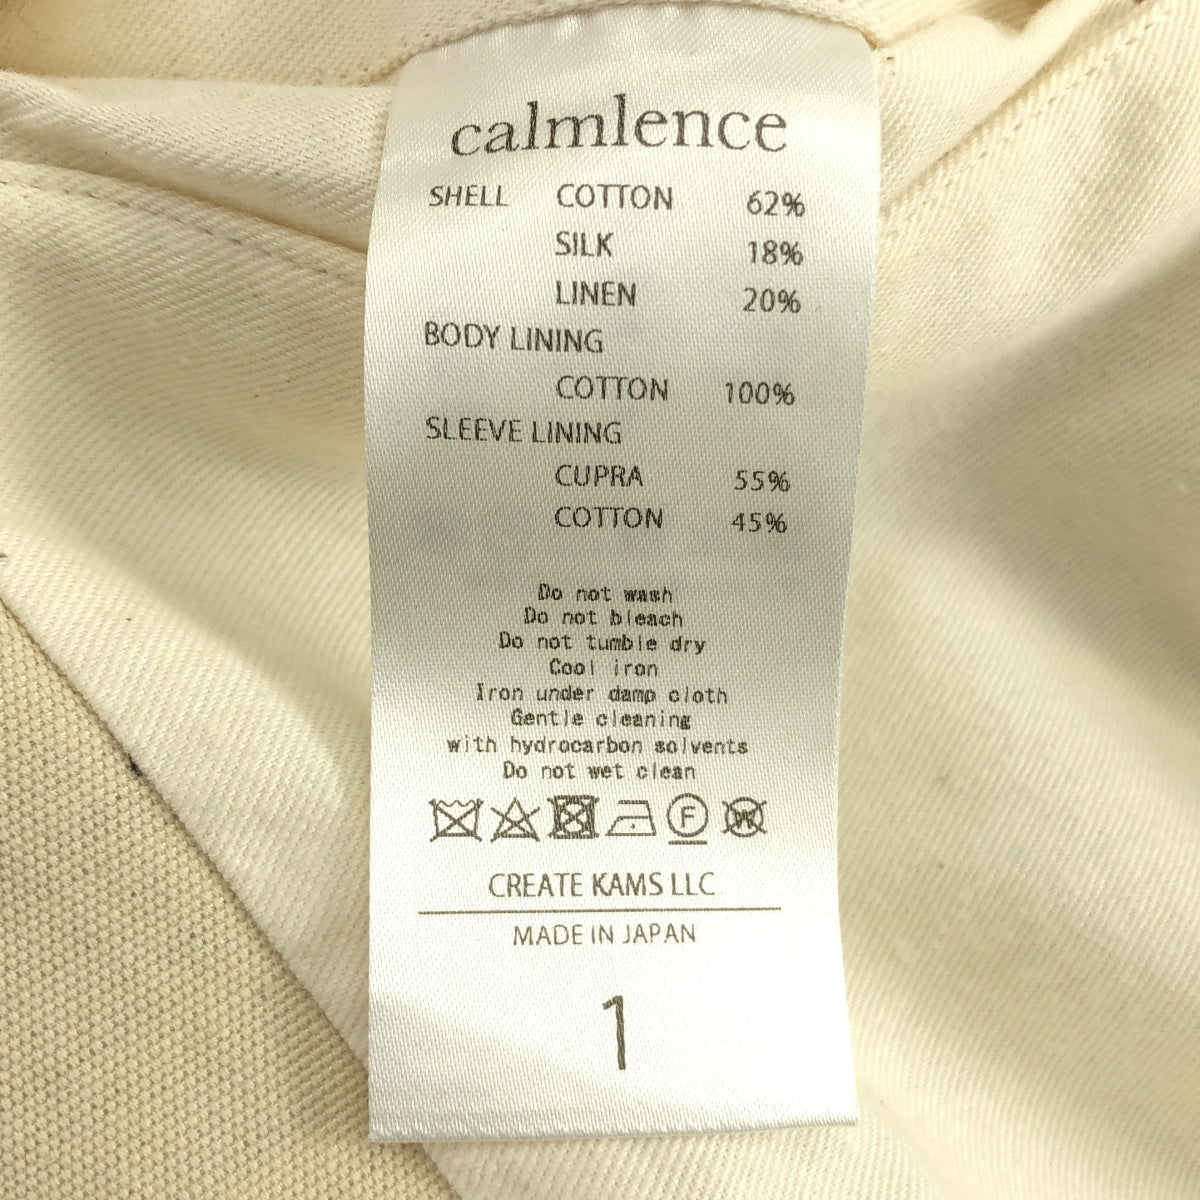 calmlence
SHELL COTTON 62%
SILK 18%
LINEN 20%
BODY LINING
COTTON 100%
SLEEVE LINING
CUPRA 55%
COTTON 45%
Do not wash
Do not bleach
Do not tumble dry
Cool iron
Iron under damp cloth
Gentle cleaning
with hydrocarbon solvents
Do not wet clean
F W
CREATE KAMS LLC
MADE IN JAPAN
1